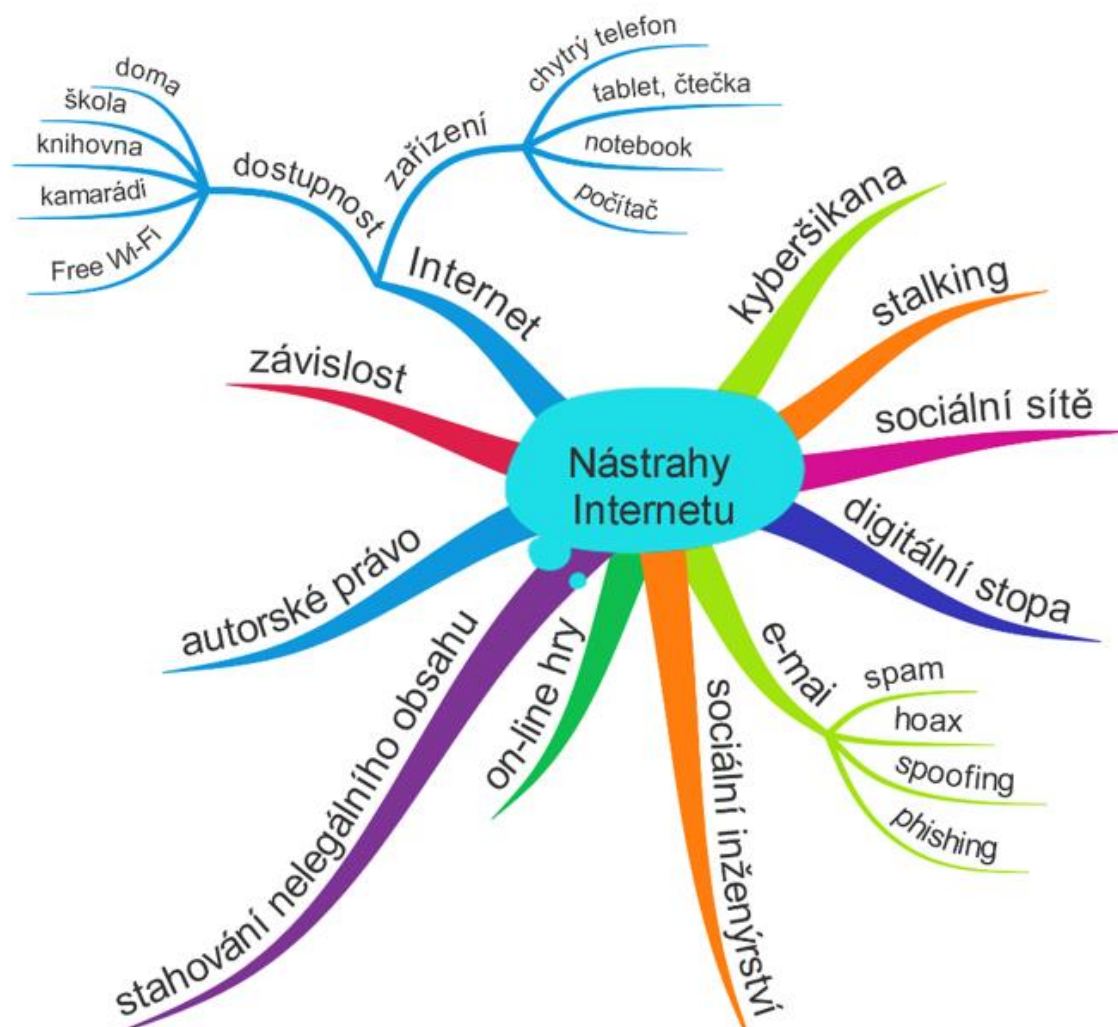 Nástrahy
Internetu
Internet
dostupnost
doma
škola
knihovna
kamarádi
Free Wi-Fi
zařízení
chytrý telefon
tablet, čtečka
notebook
počítač
kyberšikana
stalking
sociální sítě
digitální stopa
e-mai
spam
hoax
spoofing
phishing
sociální inženýrství
on-line hry
stahování nelegálního obsahu
autorské právo
závislost